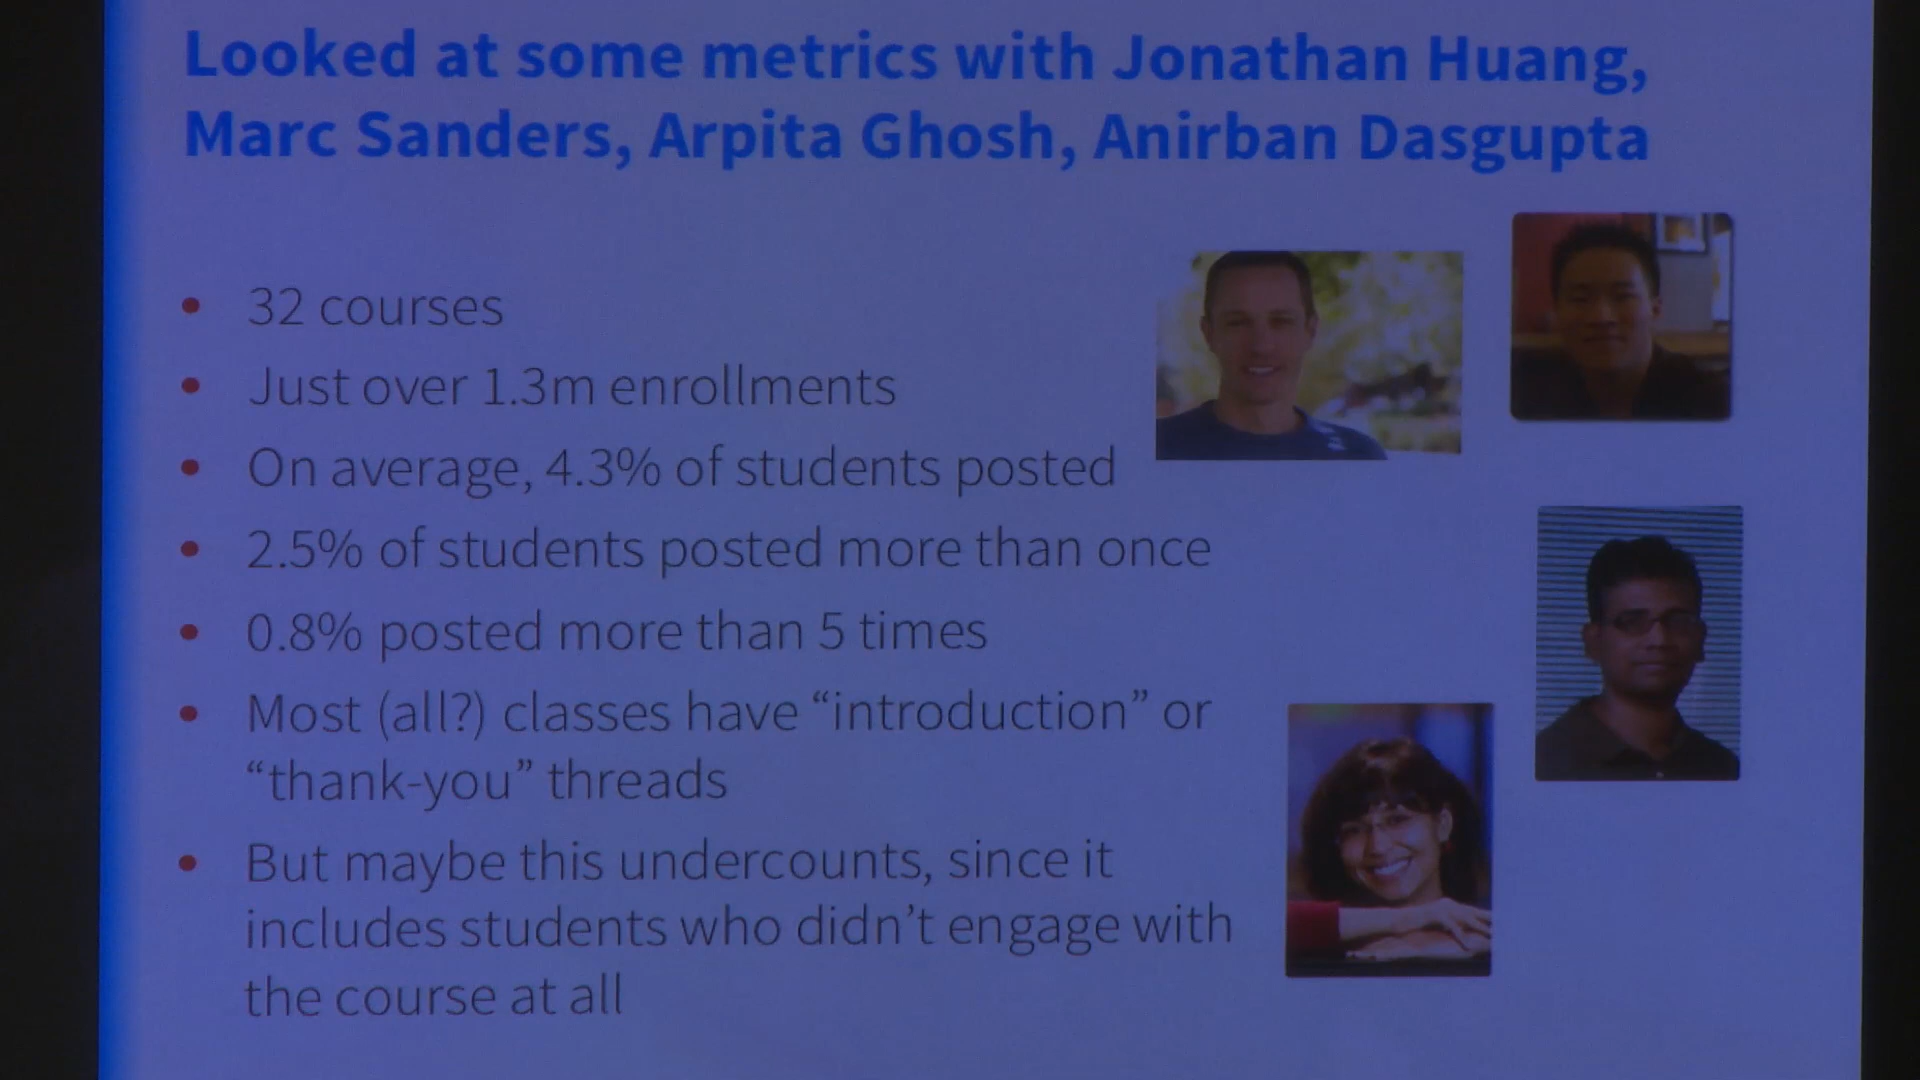 Looked at some metrics with Jonathan Huang,
Marc Sanders, Arpita Ghosh, Anirban Dasgupta
• 32 courses
• Just over 1.3m enrollments
• On average, 4.3% of students posted
• 2.5% of students posted more than once
• 0.8% posted more than 5 times
• Most (all?) classes have “introduction” or
“thank-you” threads
• But maybe this undercounts, since it
includes students who didn’t engage with
the course at all